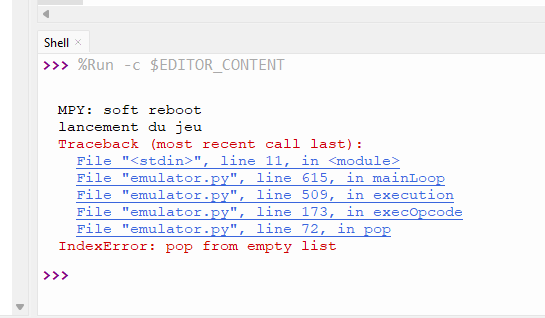 Shell ×
>>> %Run -c $EDITOR_CONTENT
MPY: soft reboot
lancement du jeu
Traceback (most recent call last):
  File "<stdin>", line 11, in <module>
  File "emulator.py", line 615, in mainLoop
  File "emulator.py", line 509, in execution
  File "emulator.py", line 173, in execOpcode
  File "emulator.py", line 72, in pop
IndexError: pop from empty list
>>>